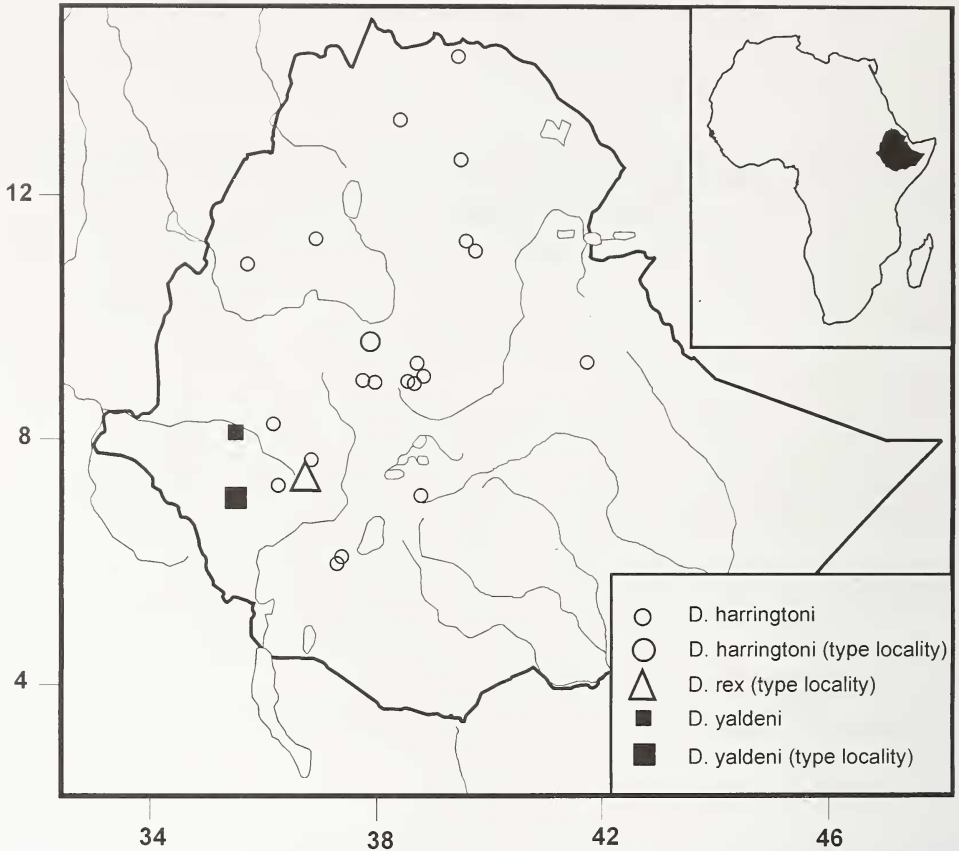 12
8
4
D. harringtoni
D. harringtoni (type locality)
D. rex (type locality)
D. yaldeni
D. yaldeni (type locality)
34
38
42
46